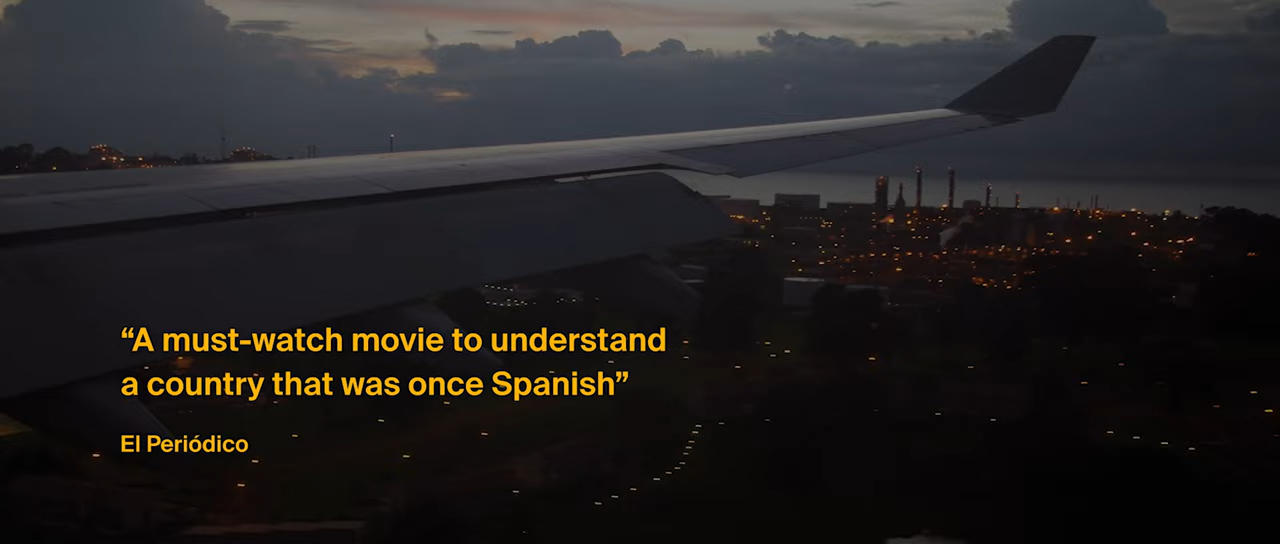 “A must-watch movie to understand
a country that was once Spanish”
El Periódico